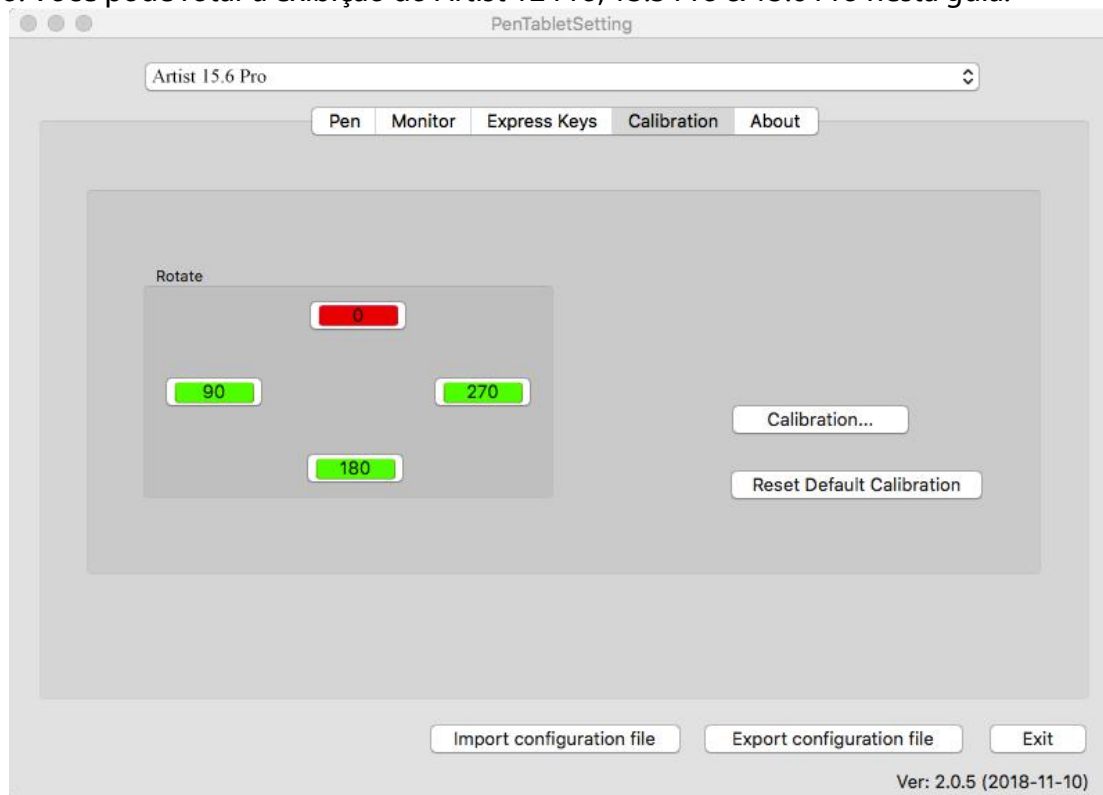 PenTabletSetting
Artist 15.6 Pro
Pen Monitor Express Keys Calibration About
Rotate
0
90 270
180
Calibration...
Reset Default Calibration
Import configuration file Export configuration file Exit
Ver: 2.0.5 (2018-11-10)